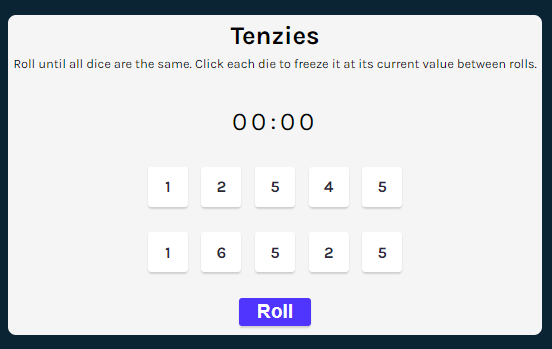 Tenzies
Roll until all dice are the same. Click each die to freeze it at its current value between rolls.
00:00
1 2 5 4 5
1 6 5 2 5
Roll